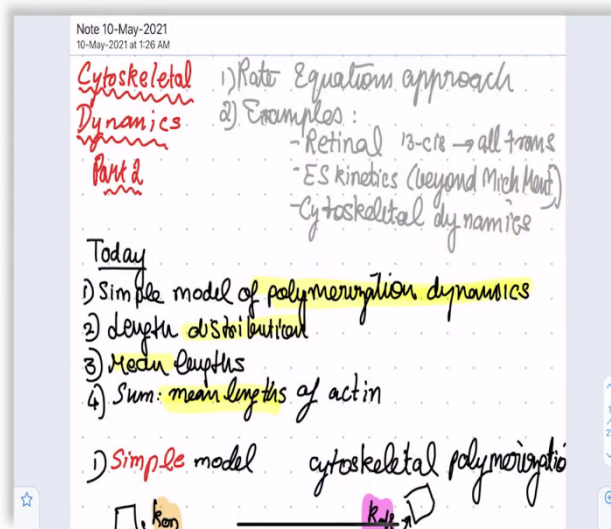 Note 10-May-2021
10-May-2021 at 1:26 AM
Cytoskeletal
Dynamics
Part 2
1) Rate Equation approach
2) Examples:
- Retinal 13-cis → all trans
- ES kinetics (beyond Mich Ment)
- Cytoskeletal dynamics
Today
1) Simple model of polymerization dynamics
2) Length distribution
3) Mean lengths
4) Sum: mean lengths of actin
1) Simple model cytoskeletal polymerizatio
kon koff